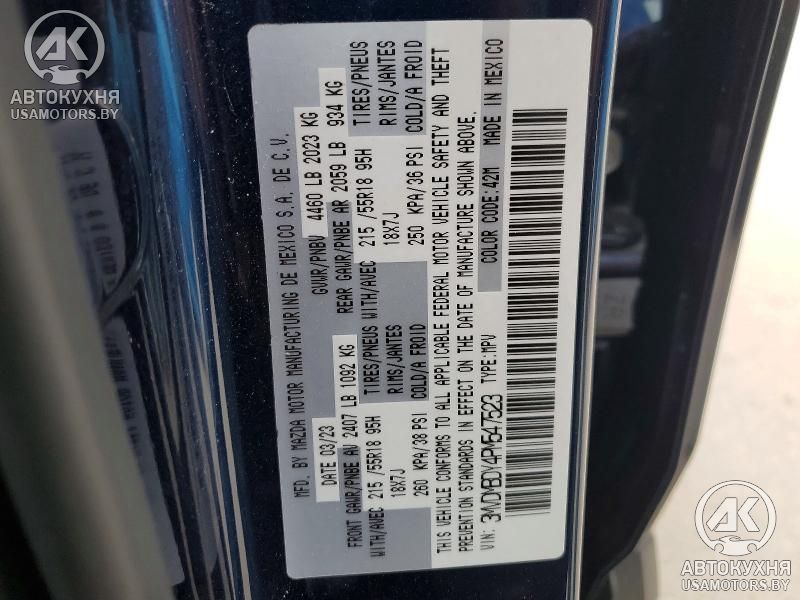 MFD. BY MAZDA MOTOR MANUFACTURING DE MEXICO S.A. DE C.V.
DATE 03/23 GVWR/PNBV 4460 LB 2023 KG
FRONT GAWR/PNBE AV 2407 LB 1092 KG REAR GAWR/PNBE AR 2059 LB 934 KG
WITH/AVEC 215 /55R18 95H TIRES/PNEUS WITH/AVEC 215 /55R18 95H TIRES/PNEUS
18X7J RIMS/JANTES 18X7J RIMS/JANTES
260 KPA/38 PSI COLD/A FROID 250 KPA/36 PSI COLD/A FROID
THIS VEHICLE CONFORMS TO ALL APPLICABLE FEDERAL MOTOR VEHICLE SAFETY AND THEFT
PREVENTION STANDARDS IN EFFECT ON THE DATE OF MANUFACTURE SHOWN ABOVE.
VIN: 3MVDMBDY4PM547523 TYPE: MPV COLOR CODE: 42M MADE IN MEXICO
AK
АВТОКУХНЯ
USAMOTORS.BY
AK
АВТОКУХНЯ
USAMOTORS.BY